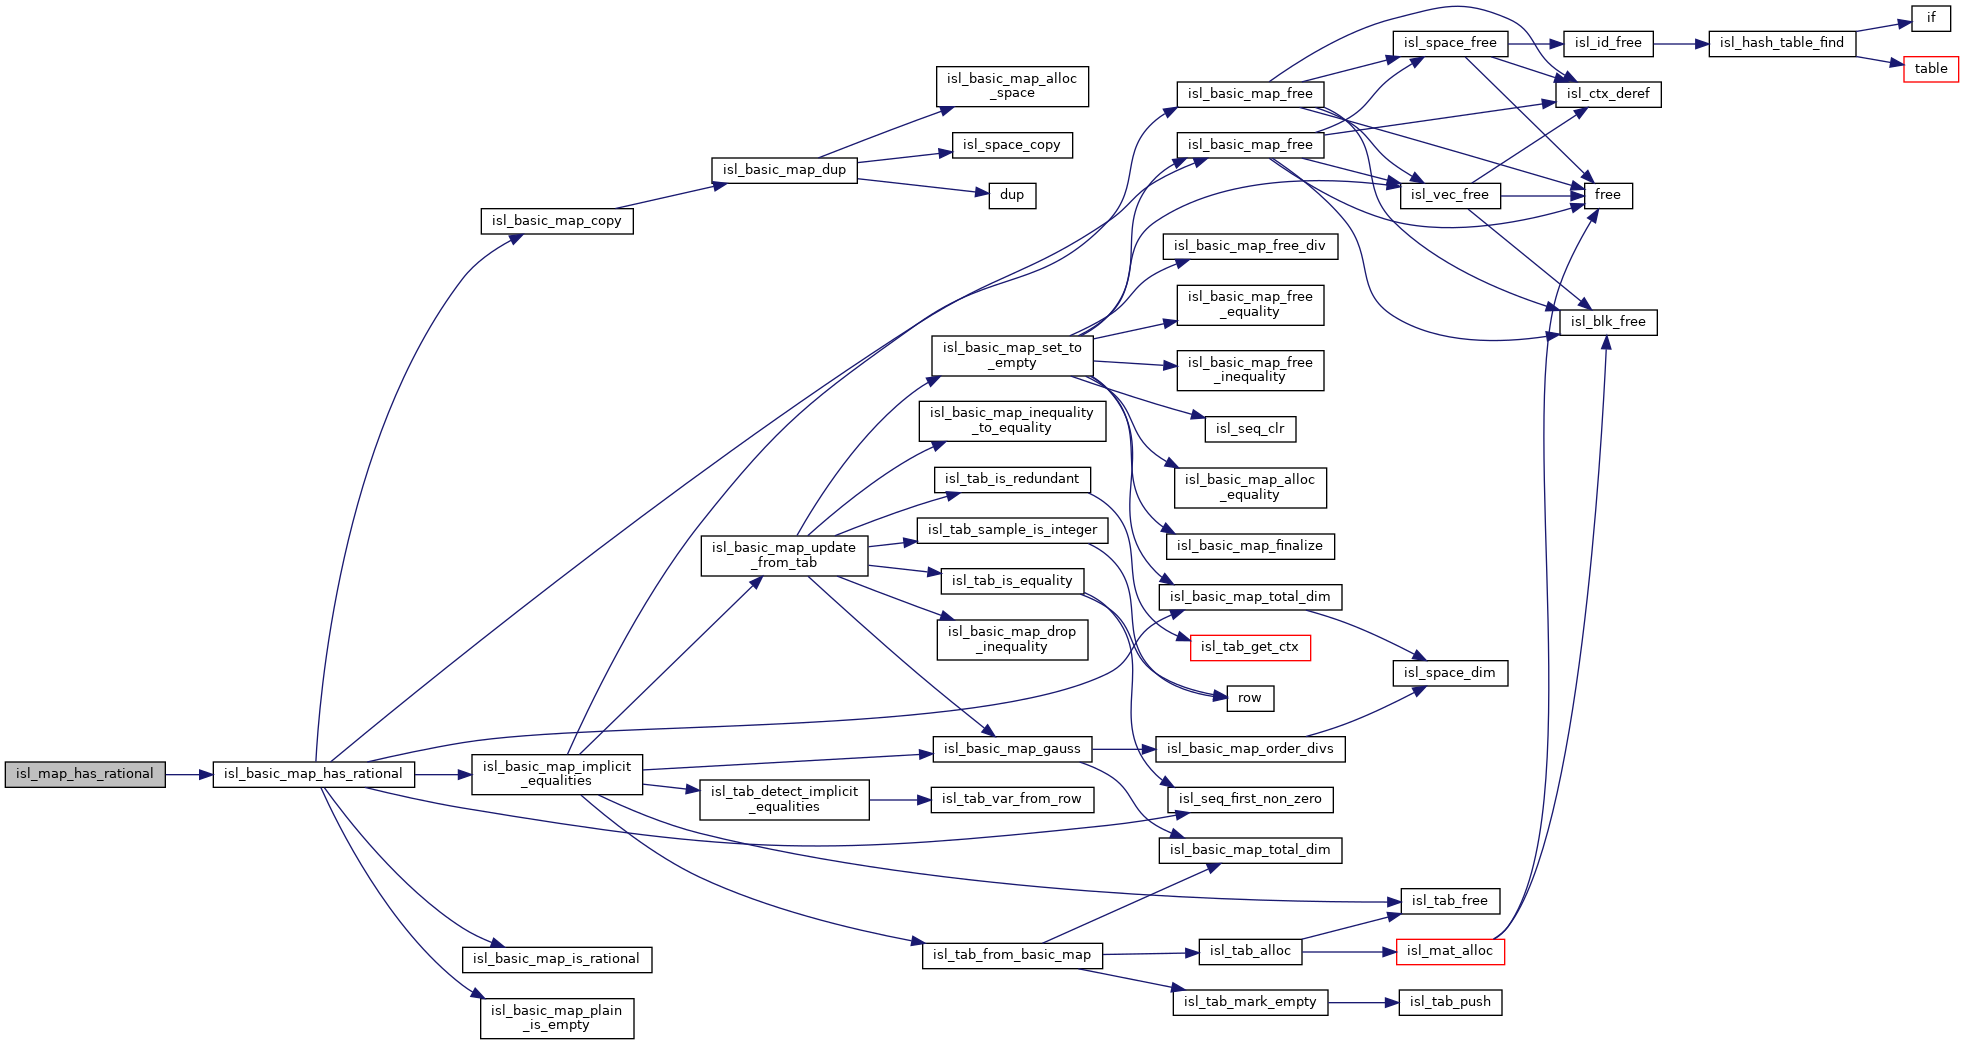 isl_map_has_rational
isl_basic_map_has_rational
isl_basic_map_copy
isl_basic_map_implicit
_equalities
isl_basic_map_is_rational
isl_basic_map_plain
_is_empty
isl_basic_map_dup
isl_basic_map_update
_from_tab
isl_tab_detect_implicit
_equalities
isl_basic_map_alloc
_space
isl_space_copy
dup
isl_basic_map_set_to
_empty
isl_basic_map_inequality
_to_equality
isl_tab_is_redundant
isl_tab_sample_is_integer
isl_tab_is_equality
isl_basic_map_drop
_inequality
isl_basic_map_gauss
isl_tab_var_from_row
isl_tab_from_basic_map
isl_basic_map_free
isl_basic_map_free
isl_basic_map_free_div
isl_basic_map_free
_equality
isl_basic_map_free
_inequality
isl_seq_clr
isl_basic_map_alloc
_equality
isl_basic_map_finalize
isl_basic_map_total_dim
isl_tab_get_ctx
row
isl_basic_map_order_divs
isl_seq_first_non_zero
isl_basic_map_total_dim
isl_tab_alloc
isl_tab_mark_empty
isl_space_free
isl_vec_free
isl_space_dim
isl_tab_free
isl_mat_alloc
isl_tab_push
isl_id_free
isl_ctx_deref
free
isl_blk_free
isl_hash_table_find
if
table